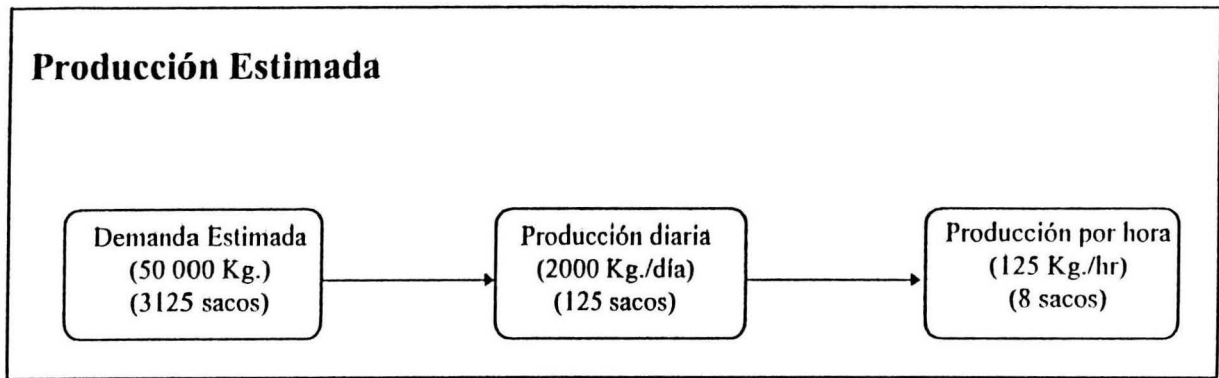 Producción Estimada
Demanda Estimada
(50 000 Kg.)
(3125 sacos)
Producción diaria
(2000 Kg./día)
(125 sacos)
Producción por hora
(125 Kg./hr)
(8 sacos)